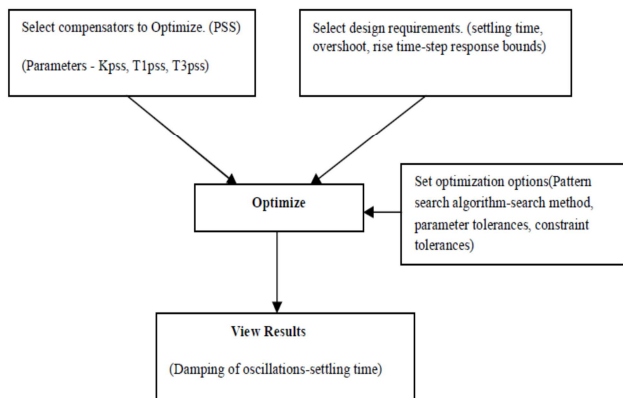 Select compensators to Optimize. (PSS)
(Parameters - Kpss, T1pss, T3pss)
Select design requirements. (settling time,
overshoot, rise time-step response bounds)
Optimize
Set optimization options(Pattern
search algorithm-search method,
parameter tolerances, constraint
tolerances)
View Results
(Damping of oscillations-settling time)